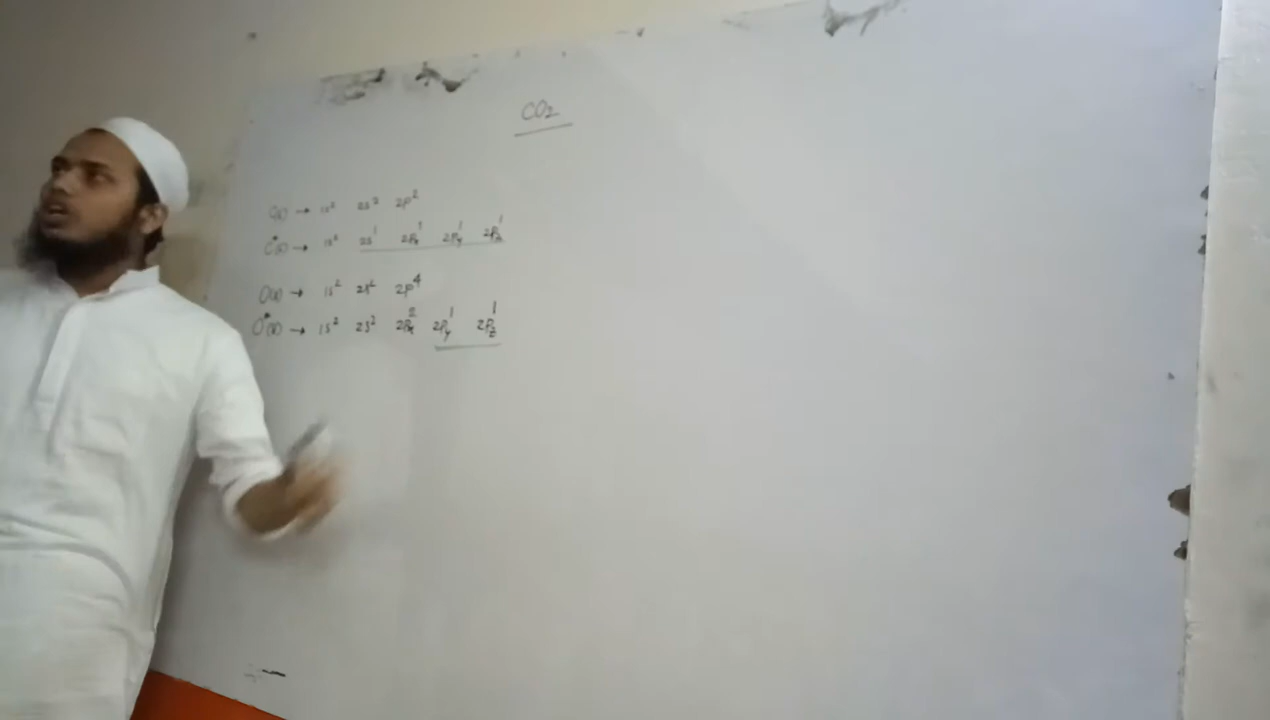 CO₂
C(6) → 1s² 2s² 2p²
C*(6) → 1s² 2s¹ 2pₓ¹ 2pᵧ¹ 2p_z¹
O(8) → 1s² 2s² 2p⁴
O*(8) → 1s² 2s² 2pₓ² 2pᵧ¹ 2p_z¹